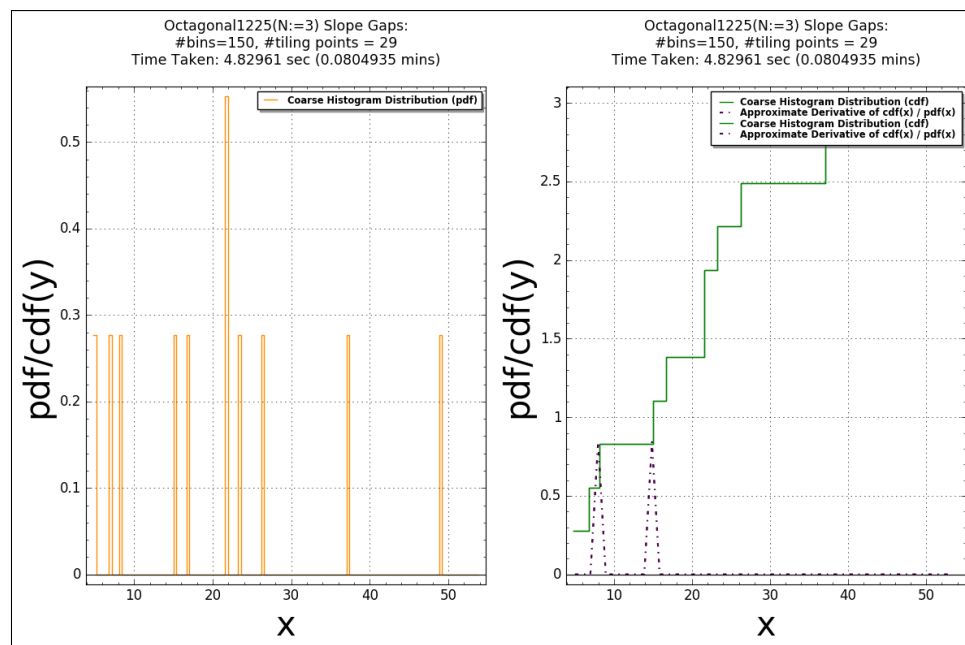 Octagonal1225(N:=3) Slope Gaps:
#bins=150, #tiling points = 29
Time Taken: 4.82961 sec (0.0804935 mins)
Coarse Histogram Distribution (pdf)
0.5
0.4
0.3
0.2
0.1
0
pdf/cdf(y)
10 20 30 40 50
x
Octagonal1225(N:=3) Slope Gaps:
#bins=150, #tiling points = 29
Time Taken: 4.82961 sec (0.0804935 mins)
Coarse Histogram Distribution (cdf)
Approximate Derivative of cdf(x) / pdf(x)
Coarse Histogram Distribution (cdf)
Approximate Derivative of cdf(x) / pdf(x)
3
2.5
2
1.5
1
0.5
0
pdf/cdf(y)
10 20 30 40 50
x